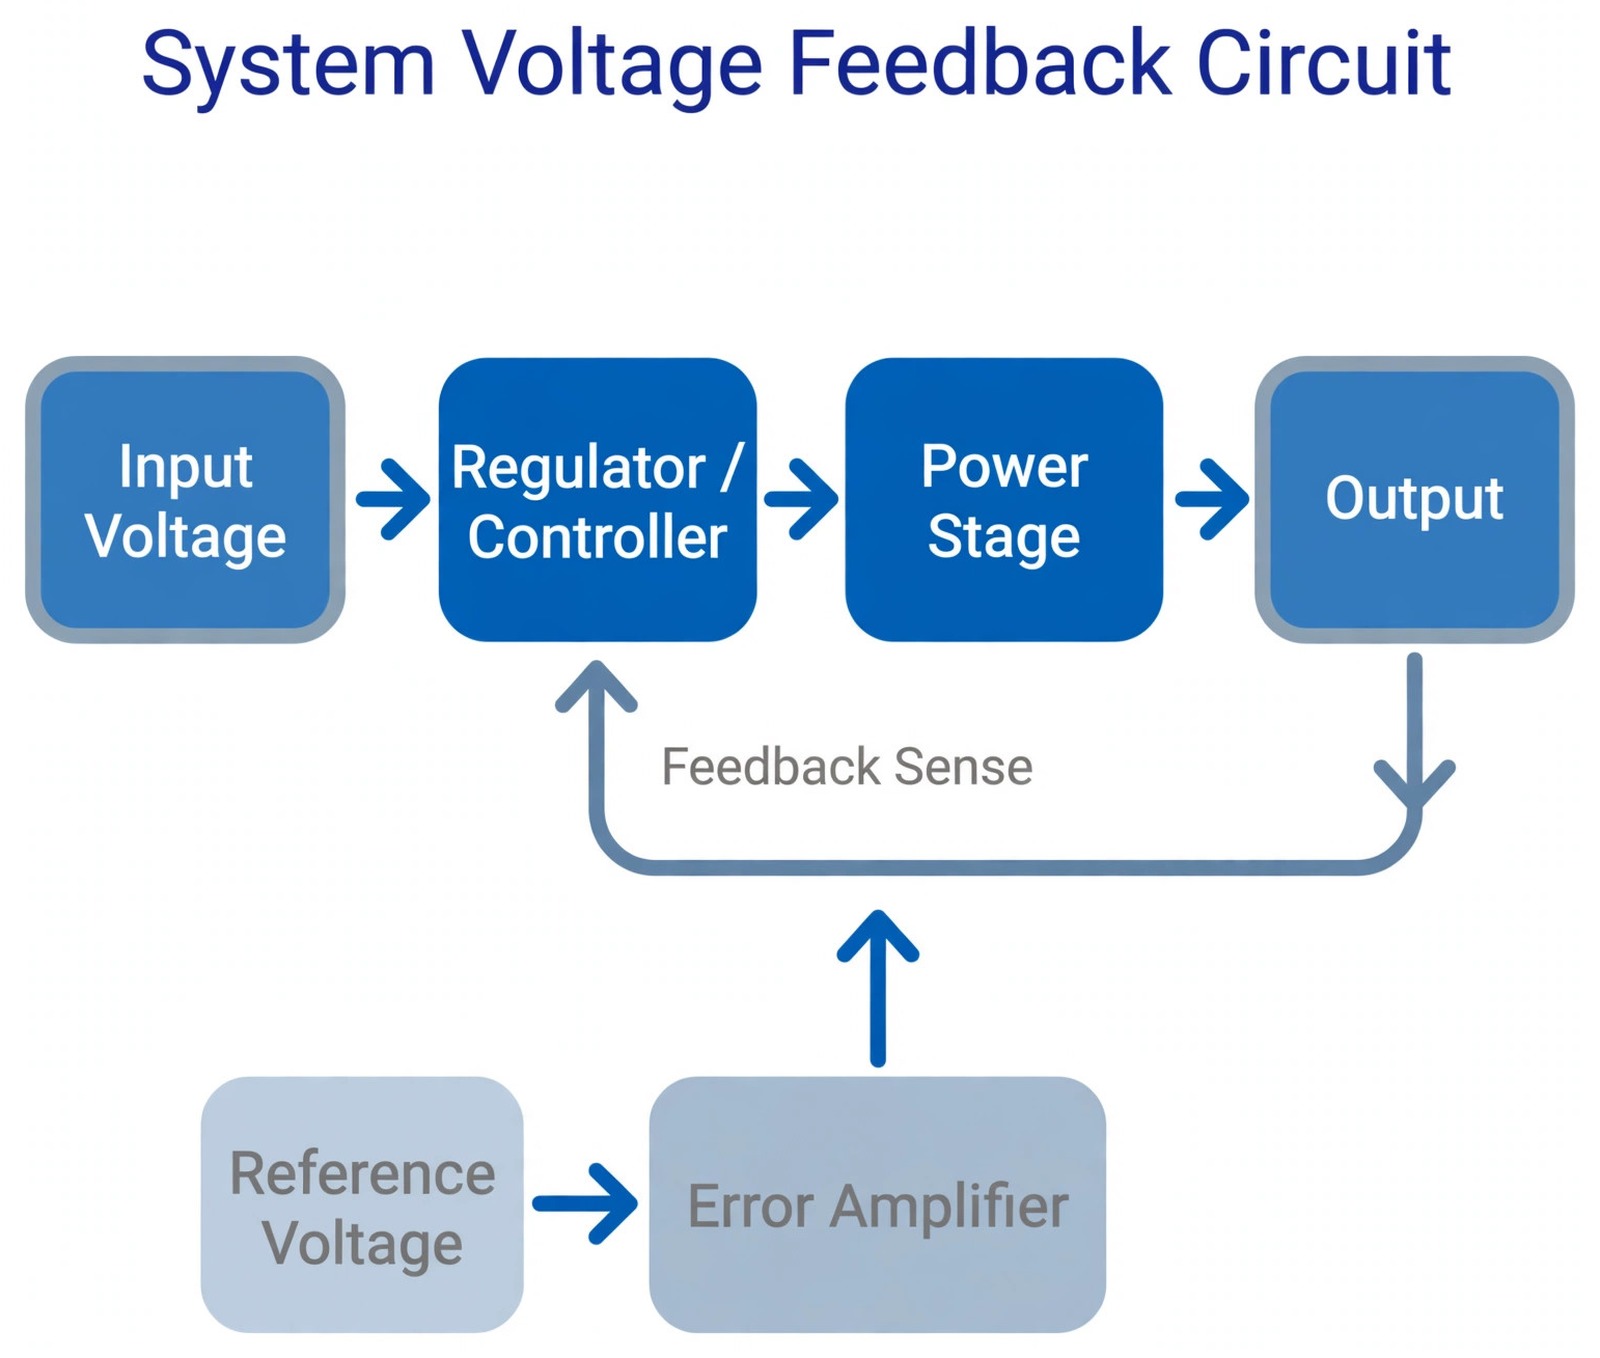 System Voltage Feedback Circuit
Input
Voltage
Regulator /
Controller
Power
Stage
Output
Feedback Sense
Reference
Voltage
Error Amplifier